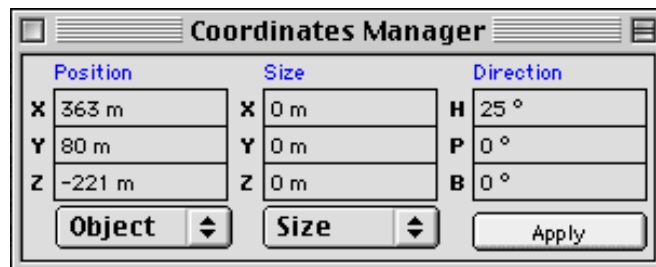 Coordinates Manager
Position Size Direction
X 363 m X 0 m H 25 °
Y 80 m Y 0 m P 0 °
Z -221 m Z 0 m B 0 °
Object Size Apply